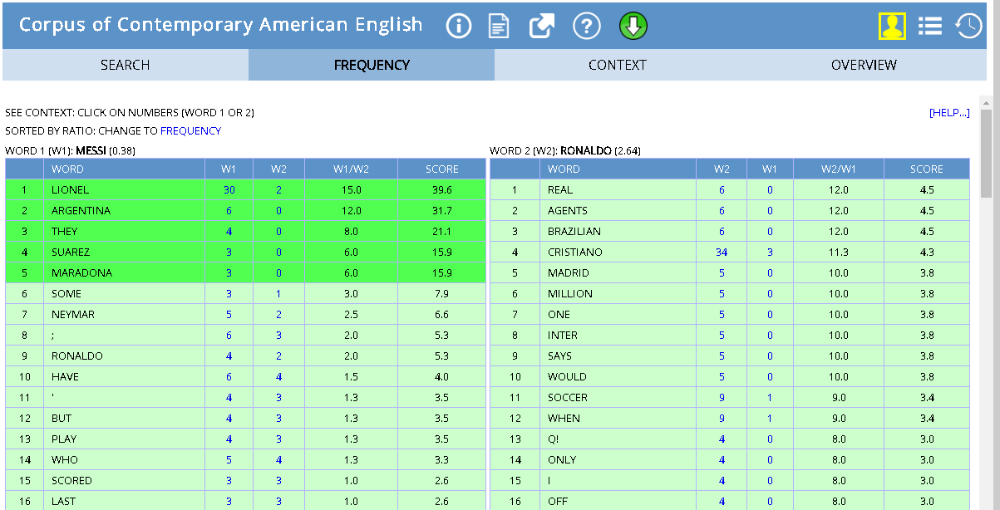 Corpus of Contemporary American English
SEARCH FREQUENCY CONTEXT OVERVIEW
SEE CONTEXT: CLICK ON NUMBERS (WORD 1 OR 2) [HELP...]
SORTED BY RATIO: CHANGE TO FREQUENCY
WORD 1 (W1): MESSI (0.38)
WORD W1 W2 W1/W2 SCORE
1 LIONEL 30 2 15.0 39.6
2 ARGENTINA 6 0 12.0 31.7
3 THEY 4 0 8.0 21.1
4 SUAREZ 3 0 6.0 15.9
5 MARADONA 3 0 6.0 15.9
6 SOME 3 1 3.0 7.9
7 NEYMAR 5 2 2.5 6.6
8 ; 6 3 2.0 5.3
9 RONALDO 4 2 2.0 5.3
10 HAVE 6 4 1.5 4.0
11 ' 4 3 1.3 3.5
12 BUT 4 3 1.3 3.5
13 PLAY 4 3 1.3 3.5
14 WHO 5 4 1.3 3.3
15 SCORED 3 3 1.0 2.6
16 LAST 3 3 1.0 2.6
WORD 2 (W2): RONALDO (2.64)
WORD W2 W1 W2/W1 SCORE
1 REAL 6 0 12.0 4.5
2 AGENTS 6 0 12.0 4.5
3 BRAZILIAN 6 0 12.0 4.5
4 CRISTIANO 34 3 11.3 4.3
5 MADRID 5 0 10.0 3.8
6 MILLION 5 0 10.0 3.8
7 ONE 5 0 10.0 3.8
8 INTER 5 0 10.0 3.8
9 SAYS 5 0 10.0 3.8
10 WOULD 5 0 10.0 3.8
11 SOCCER 9 1 9.0 3.4
12 WHEN 9 1 9.0 3.4
13 Q! 4 0 8.0 3.0
14 ONLY 4 0 8.0 3.0
15 I 4 0 8.0 3.0
16 OFF 4 0 8.0 3.0